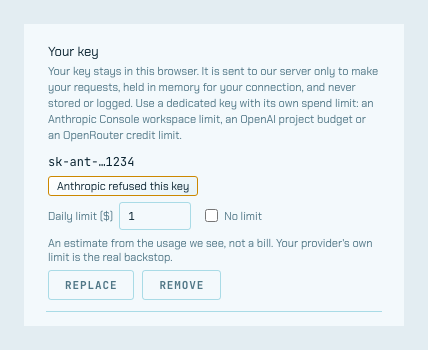 Your key
Your key stays in this browser. It is sent to our server only to make
your requests, held in memory for your connection, and never
stored or logged. Use a dedicated key with its own spend limit: an
Anthropic Console workspace limit, an OpenAI project budget or
an OpenRouter credit limit.
sk-ant-…1234
Anthropic refused this key
Daily limit ($) 1 No limit
An estimate from the usage we see, not a bill. Your provider's own
limit is the real backstop.
REPLACE REMOVE